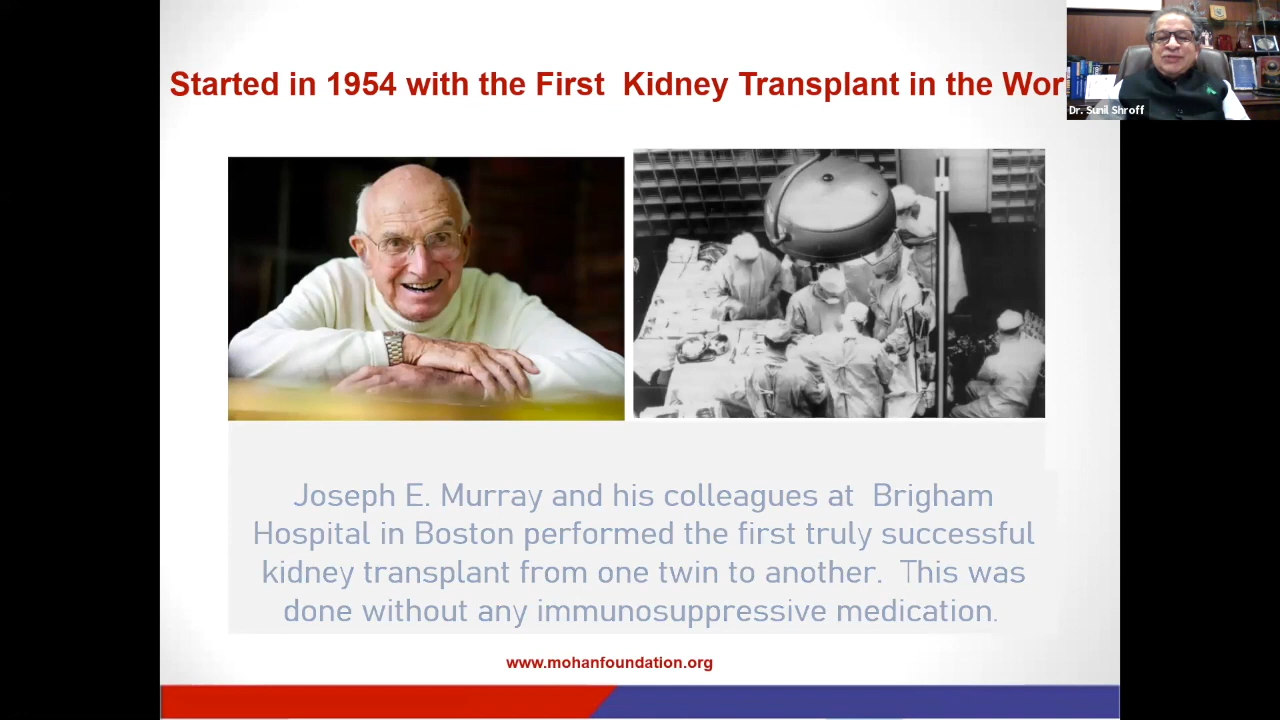 Started in 1954 with the First  Kidney Transplant in the Wor
Dr. Sunil Shroff
Joseph E. Murray and his colleagues at  Brigham
Hospital in Boston performed the first truly successful
kidney transplant from one twin to another.  This was
done without any immunosuppressive medication.
www.mohanfoundation.org